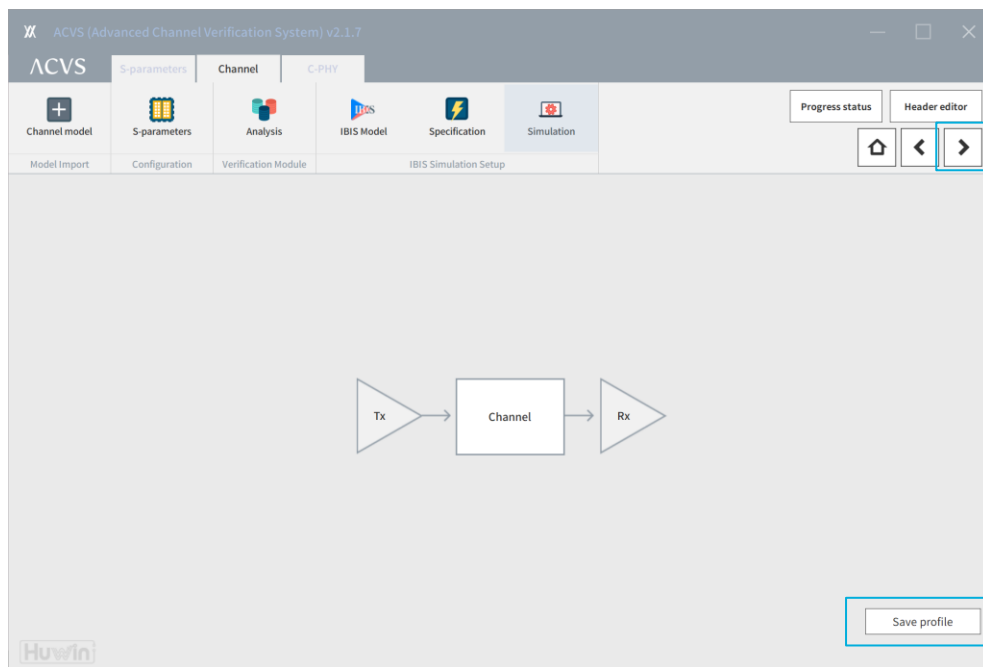 ACVS (Advanced Channel Verification System) v2.1.7
ACVS S-parameters Channel C-PHY
Channel model S-parameters Analysis IBIS Model Specification Simulation
Model Import Configuration Verification Module IBIS Simulation Setup
Progress status Header editor
Tx Channel Rx
Save profile
Huwin